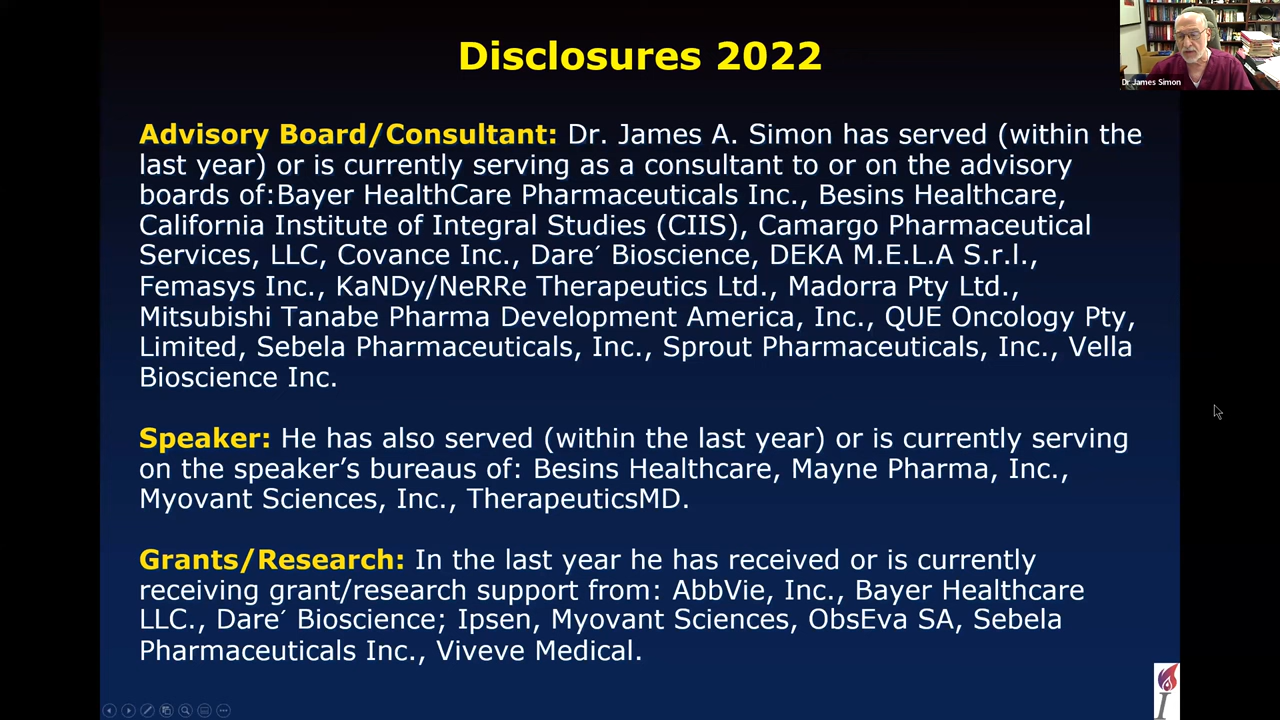 Disclosures 2022
Dr James Simon
Advisory Board/Consultant: Dr. James A. Simon has served (within the
last year) or is currently serving as a consultant to or on the advisory
boards of:Bayer HealthCare Pharmaceuticals Inc., Besins Healthcare,
California Institute of Integral Studies (CIIS), Camargo Pharmaceutical
Services, LLC, Covance Inc., Dare´ Bioscience, DEKA M.E.L.A S.r.l.,
Femasys Inc., KaNDy/NeRRe Therapeutics Ltd., Madorra Pty Ltd.,
Mitsubishi Tanabe Pharma Development America, Inc., QUE Oncology Pty,
Limited, Sebela Pharmaceuticals, Inc., Sprout Pharmaceuticals, Inc., Vella
Bioscience Inc.
Speaker: He has also served (within the last year) or is currently serving
on the speaker’s bureaus of: Besins Healthcare, Mayne Pharma, Inc.,
Myovant Sciences, Inc., TherapeuticsMD.
Grants/Research: In the last year he has received or is currently
receiving grant/research support from: AbbVie, Inc., Bayer Healthcare
LLC., Dare´ Bioscience; Ipsen, Myovant Sciences, ObsEva SA, Sebela
Pharmaceuticals Inc., Viveve Medical.